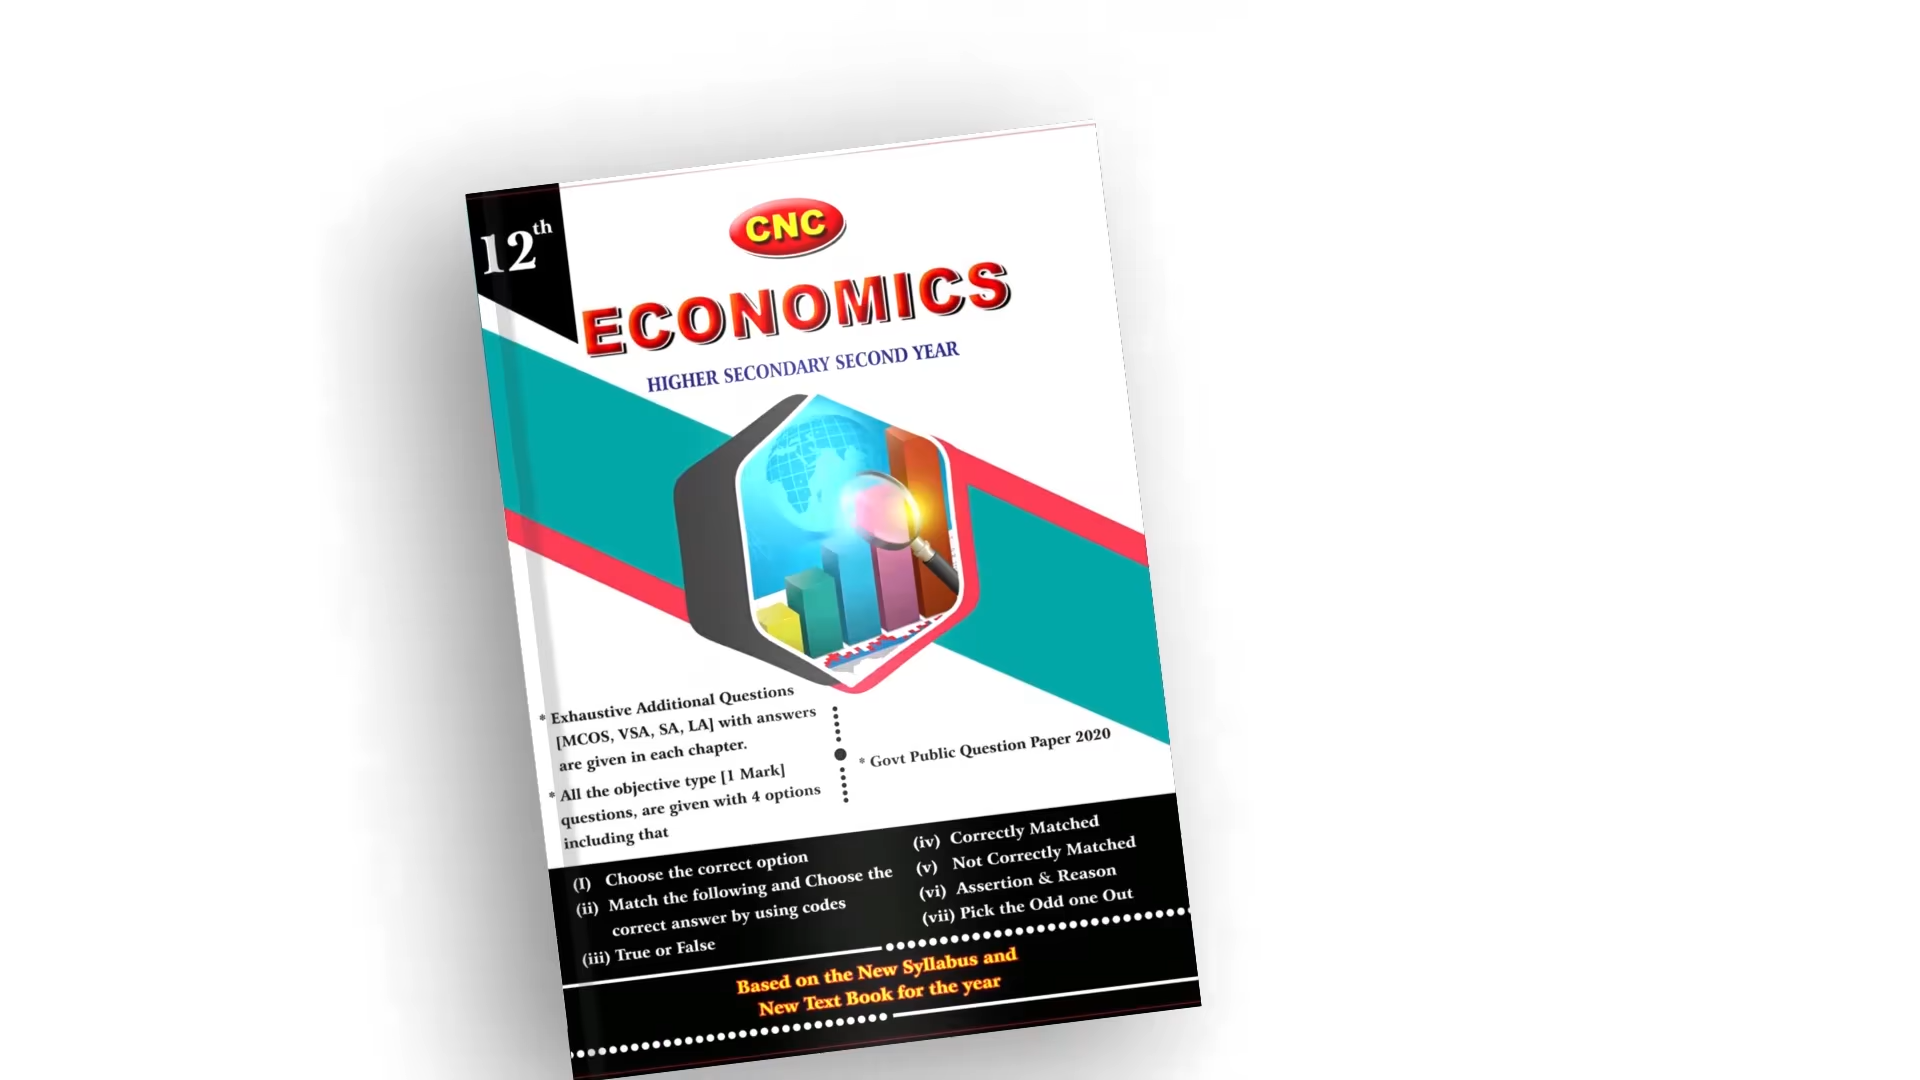 12th
CNC
ECONOMICS
HIGHER SECONDARY SECOND YEAR
* Exhaustive Additional Questions
[MCOS, VSA, SA, LA] with answers
are given in each chapter.
* All the objective type [1 Mark]
questions, are given with 4 options
including that
* Govt Public Question Paper 2020
(I) Choose the correct option
(ii) Match the following and Choose the
correct answer by using codes
(iii) True or False
(iv) Correctly Matched
(v) Not Correctly Matched
(vi) Assertion & Reason
(vii) Pick the Odd one Out
Based on the New Syllabus and
New Text Book for the year